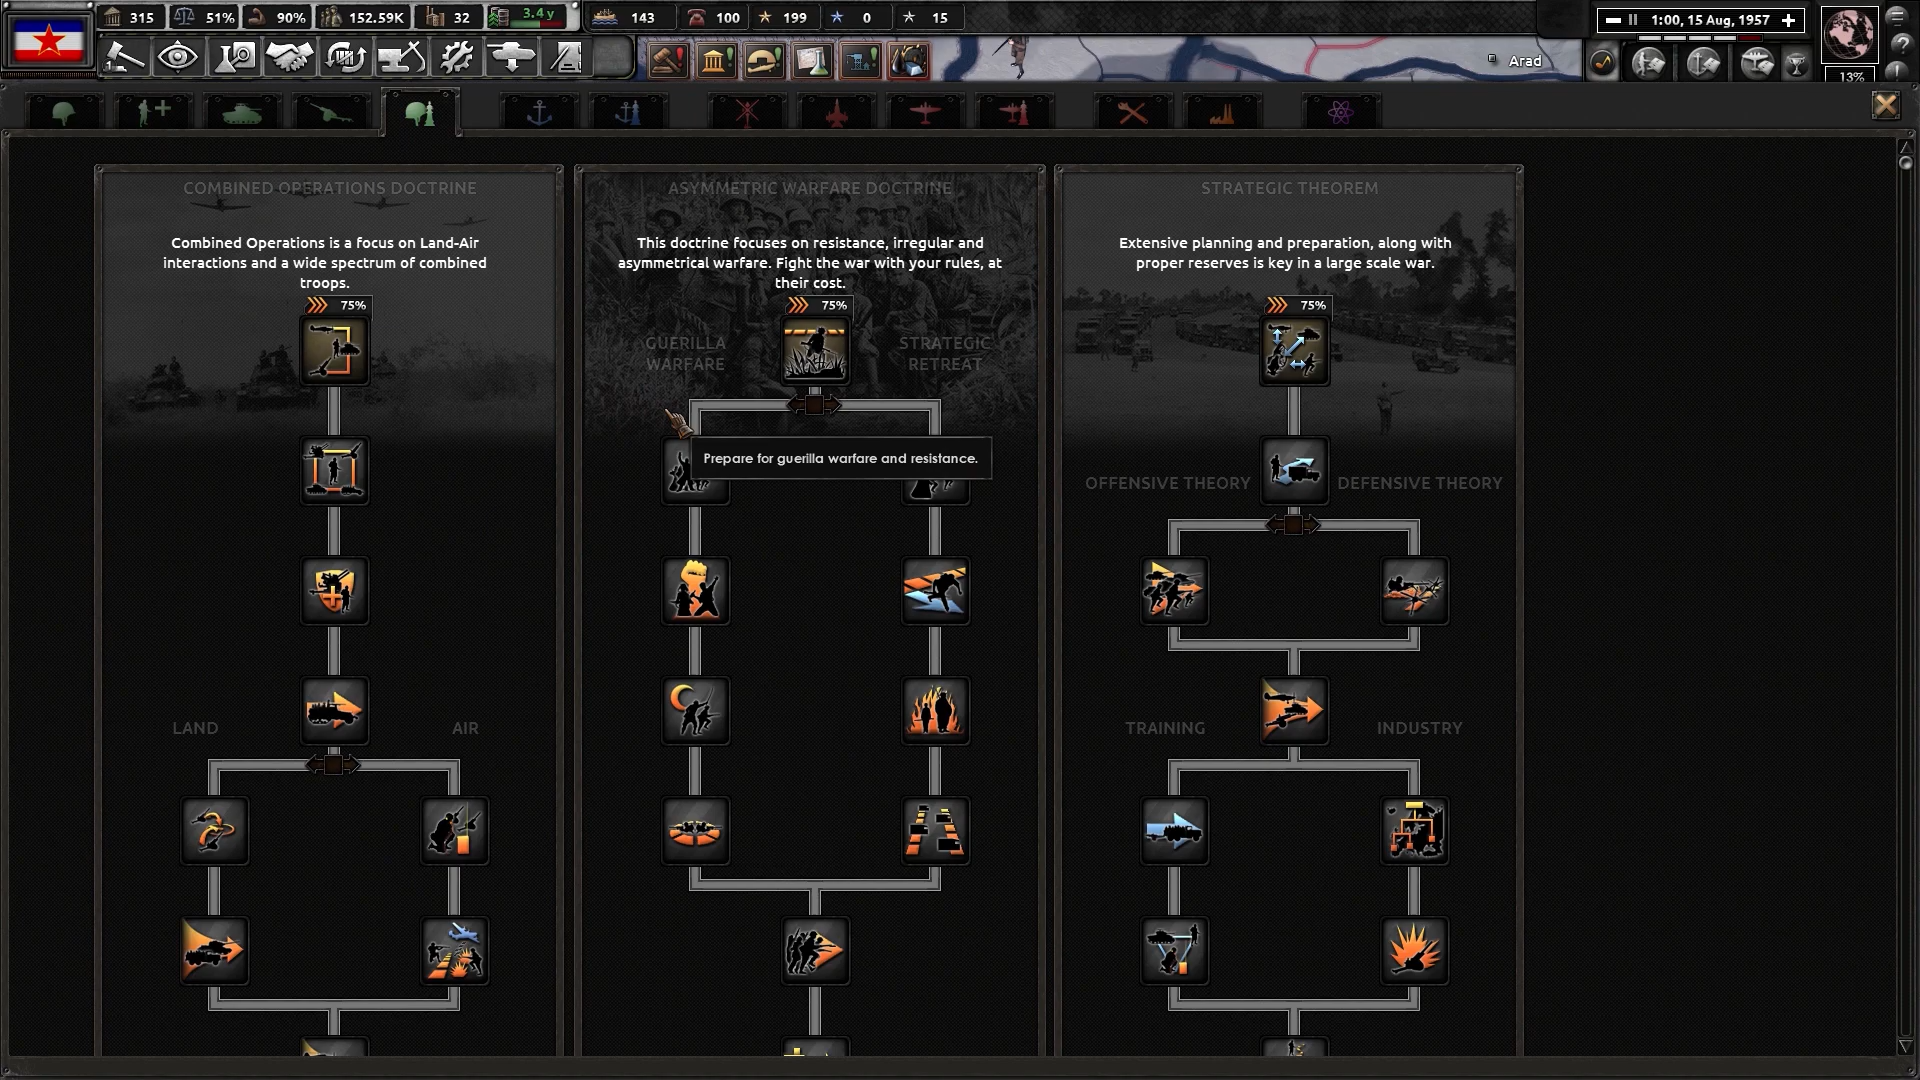 315
51%
90%
152.59K
32
3.4 y
143
100
199
0
15
1:00, 15 Aug, 1957
13%
Arad
COMBINED OPERATIONS DOCTRINE
Combined Operations is a focus on Land-Air
interactions and a wide spectrum of combined
troops.
75%
LAND
AIR
ASYMMETRIC WARFARE DOCTRINE
This doctrine focuses on resistance, irregular and
asymmetrical warfare. Fight the war with your rules, at
their cost.
75%
GUERILLA
WARFARE
STRATEGIC
RETREAT
Prepare for guerilla warfare and resistance.
STRATEGIC THEOREM
Extensive planning and preparation, along with
proper reserves is key in a large scale war.
75%
OFFENSIVE THEORY
DEFENSIVE THEORY
TRAINING
INDUSTRY